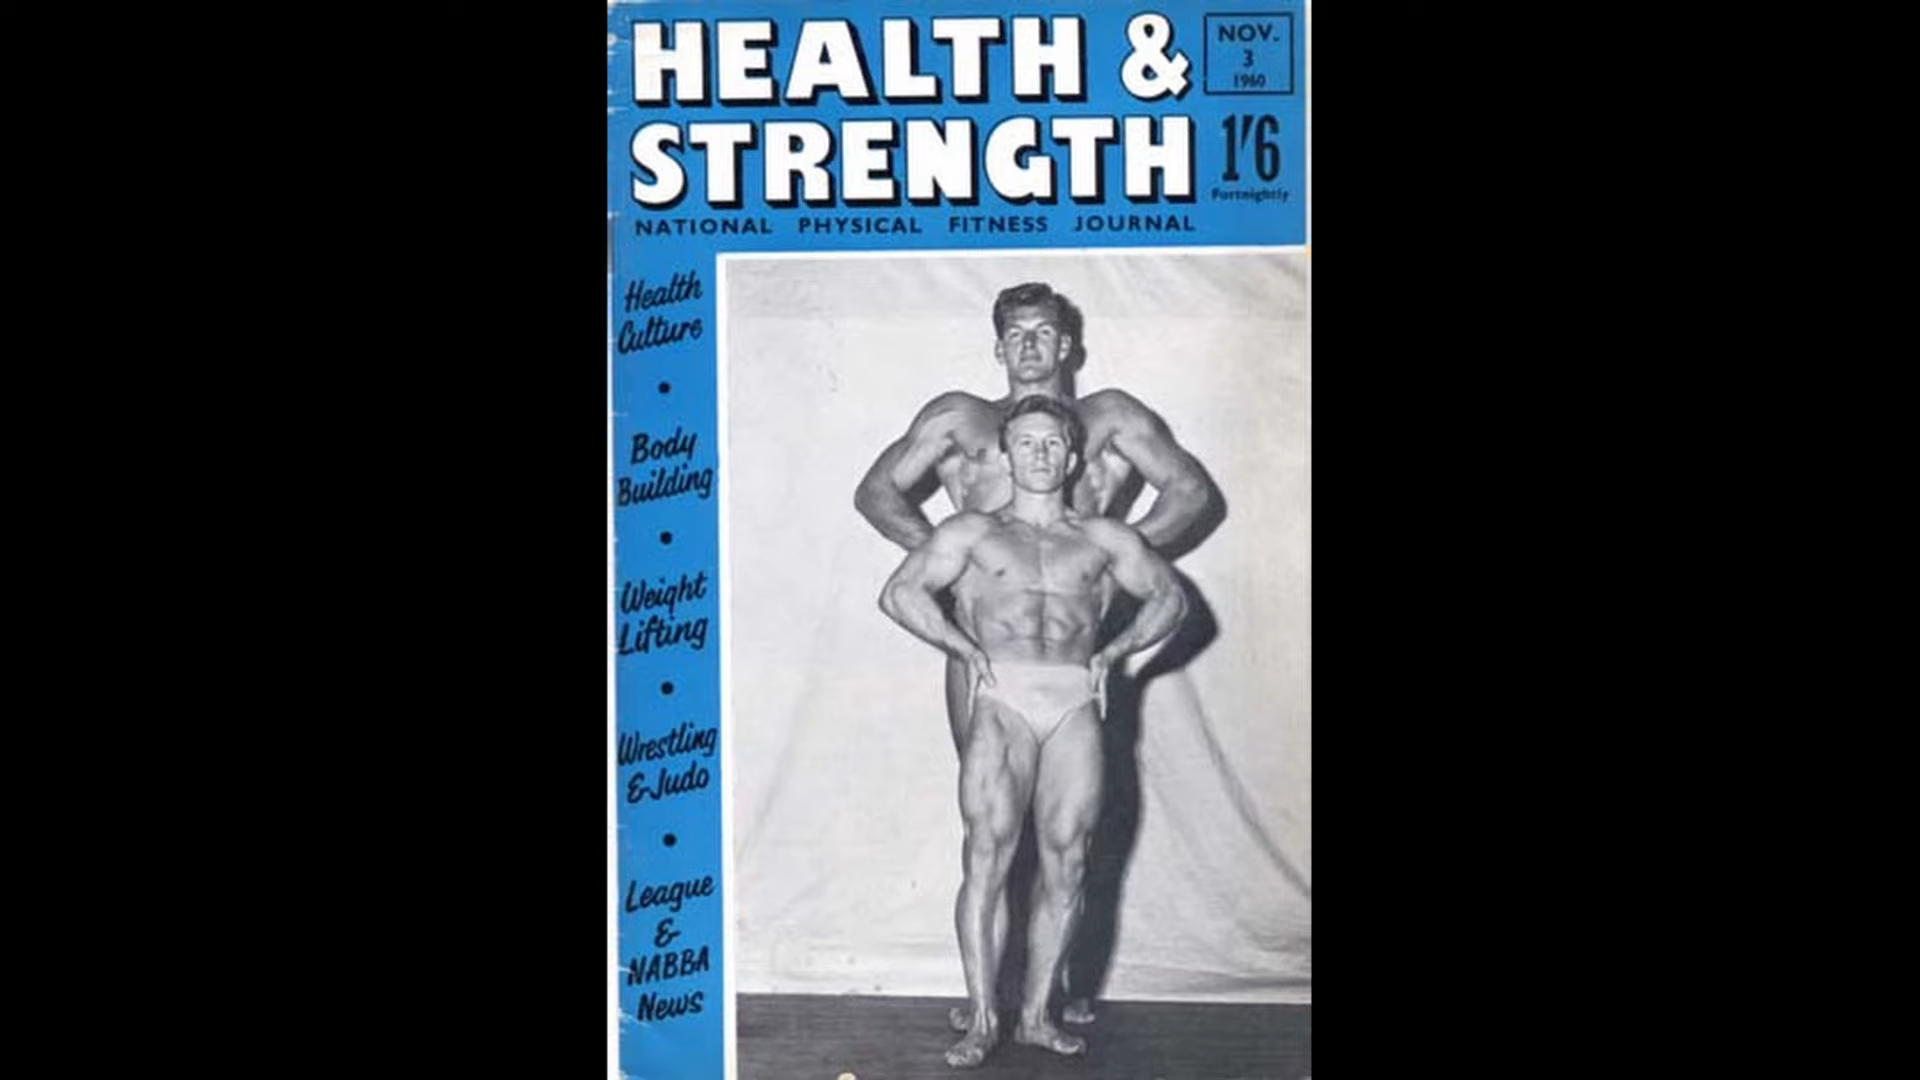 HEALTH &
STRENGTH
NATIONAL PHYSICAL FITNESS JOURNAL
NOV.
3
1960
1'6
Fortnightly
Health
Culture
Body
Building
Weight
Lifting
Wrestling
& Judo
League
&
NABBA
News